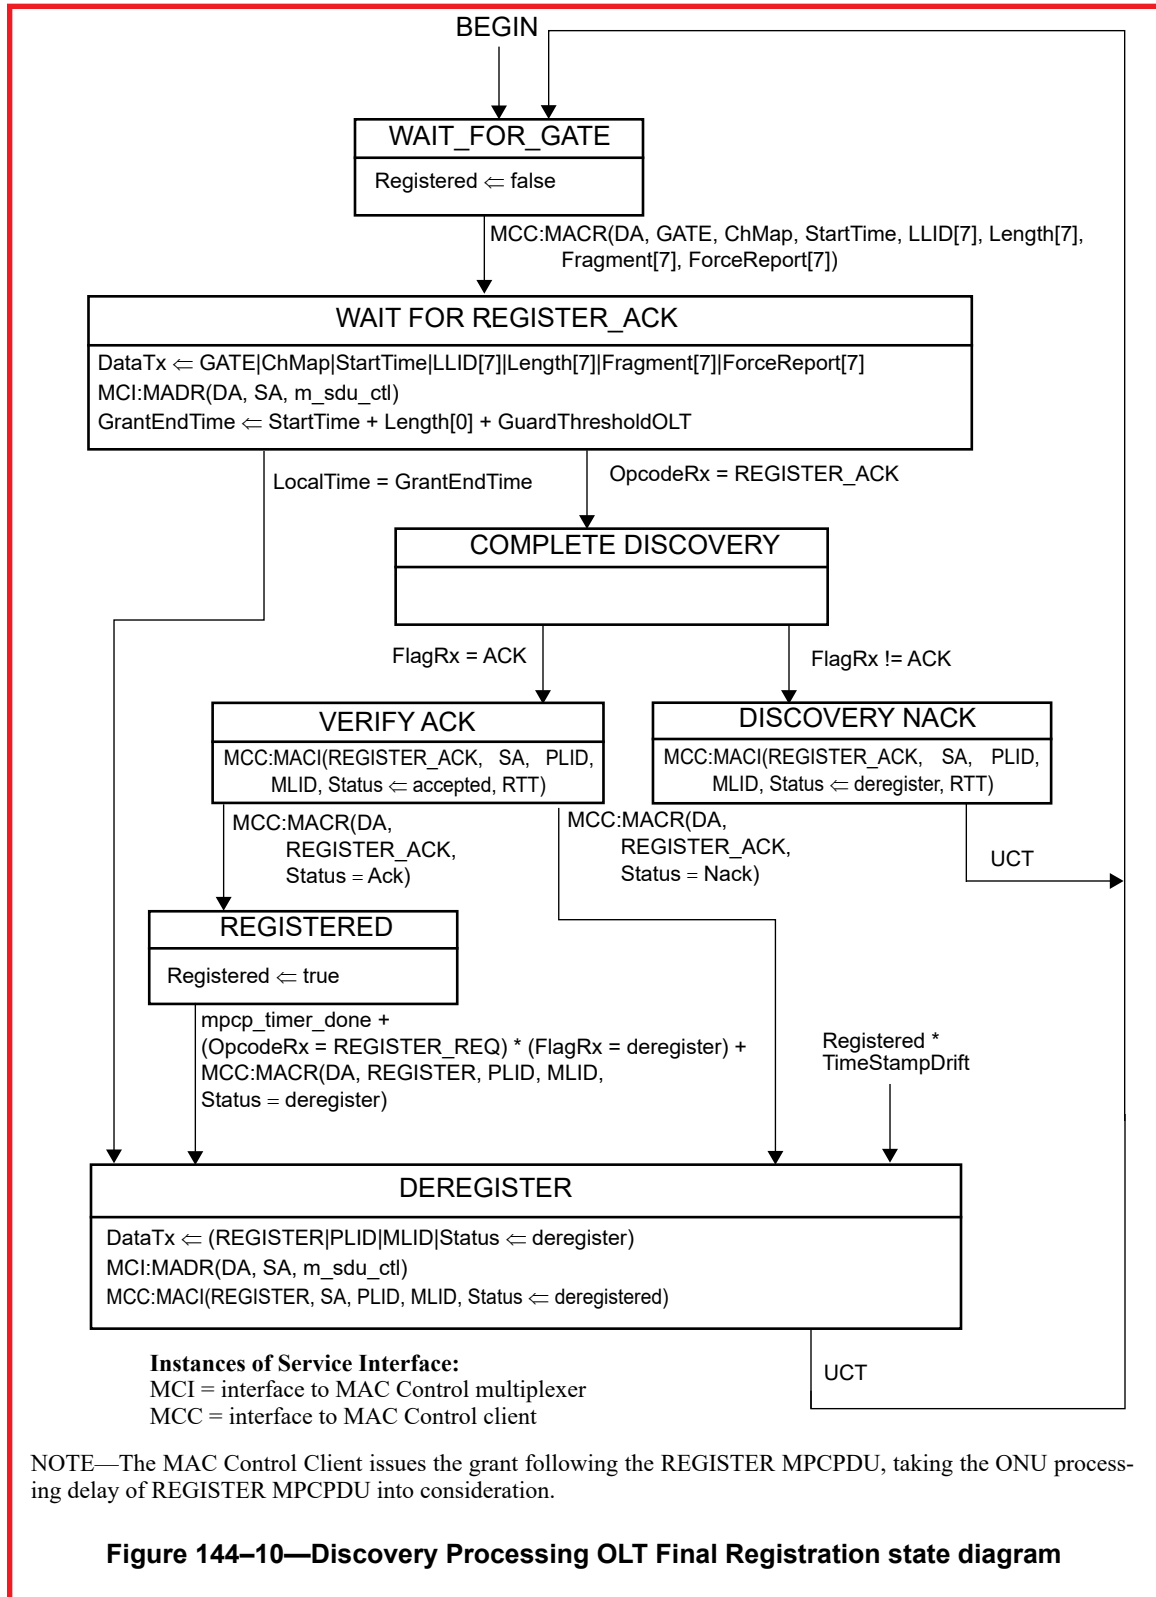 BEGIN
WAIT_FOR_GATE
Registered ⇐ false
MCC:MACR(DA, GATE, ChMap, StartTime, LLID[7], Length[7],
Fragment[7], ForceReport[7])
WAIT FOR REGISTER_ACK
DataTx ⇐ GATE|ChMap|StartTime|LLID[7]|Length[7]|Fragment[7]|ForceReport[7]
MCI:MADR(DA, SA, m_sdu_ctl)
GrantEndTime ⇐ StartTime + Length[0] + GuardThresholdOLT
LocalTime = GrantEndTime
OpcodeRx = REGISTER_ACK
COMPLETE DISCOVERY
FlagRx = ACK
FlagRx != ACK
VERIFY ACK
MCC:MACI(REGISTER_ACK, SA, PLID,
MLID, Status ⇐ accepted, RTT)
DISCOVERY NACK
MCC:MACI(REGISTER_ACK, SA, PLID,
MLID, Status ⇐ deregister, RTT)
MCC:MACR(DA,
REGISTER_ACK,
Status = Ack)
MCC:MACR(DA,
REGISTER_ACK,
Status = Nack)
UCT
REGISTERED
Registered ⇐ true
mpcp_timer_done +
(OpcodeRx = REGISTER_REQ) * (FlagRx = deregister) +
MCC:MACR(DA, REGISTER, PLID, MLID,
Status = deregister)
Registered *
TimeStampDrift
DEREGISTER
DataTx ⇐ (REGISTER|PLID|MLID|Status ⇐ deregister)
MCI:MADR(DA, SA, m_sdu_ctl)
MCC:MACI(REGISTER, SA, PLID, MLID, Status ⇐ deregistered)
UCT
Instances of Service Interface:
MCI = interface to MAC Control multiplexer
MCC = interface to MAC Control client
NOTE—The MAC Control Client issues the grant following the REGISTER MPCPDU, taking the ONU process-
ing delay of REGISTER MPCPDU into consideration.
Figure 144–10—Discovery Processing OLT Final Registration state diagram